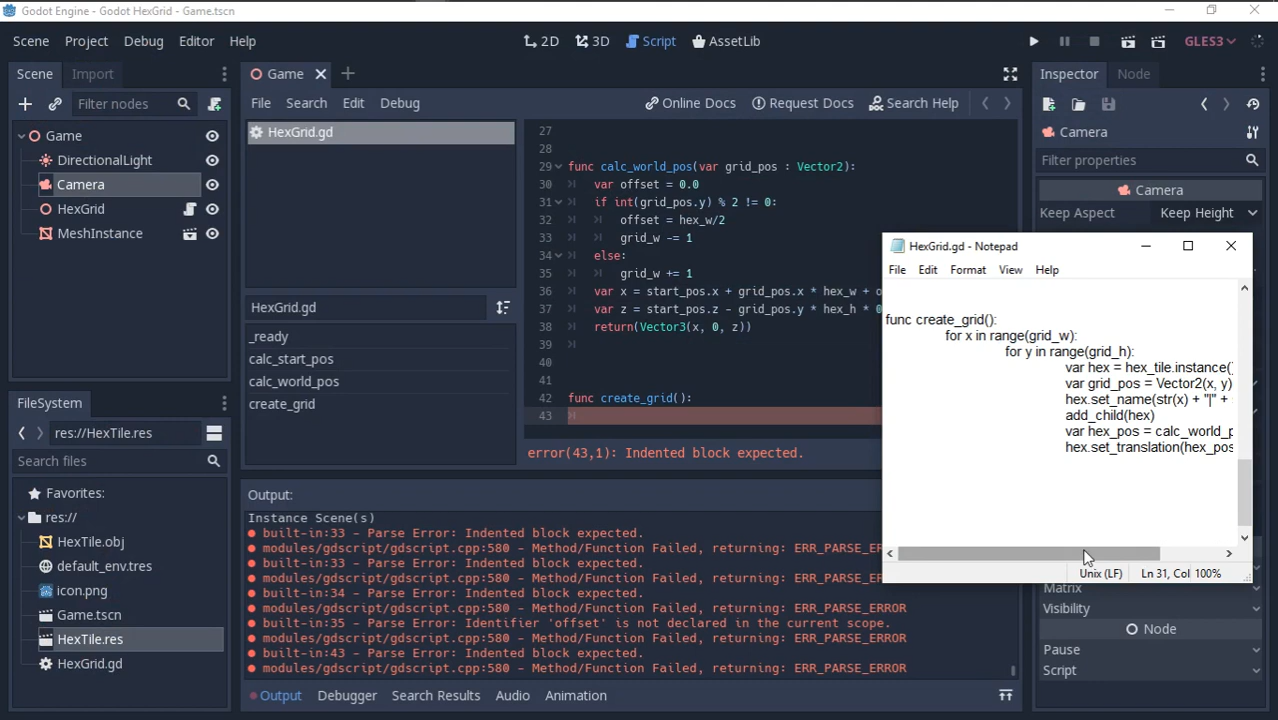 Godot Engine - Godot HexGrid - Game.tscn
Scene Project Debug Editor Help
2D 3D Script AssetLib
GLES3
Scene Import
Filter nodes
Game
DirectionalLight
Camera
HexGrid
MeshInstance
FileSystem
res://HexTile.res
Search files
Favorites:
res://
HexTile.obj
default_env.tres
icon.png
Game.tscn
HexTile.res
HexGrid.gd
Game
File Search Edit Debug
Online Docs Request Docs Search Help
HexGrid.gd
HexGrid.gd
_ready
calc_start_pos
calc_world_pos
create_grid
27
28
29 func calc_world_pos(var grid_pos : Vector2):
30 var offset = 0.0
31 if int(grid_pos.y) % 2 != 0:
32 offset = hex_w/2
33 grid_w -= 1
34 else:
35 grid_w += 1
36 var x = start_pos.x + grid_pos.x * hex_w + o
37 var z = start_pos.z - grid_pos.y * hex_h * 0
38 return(Vector3(x, 0, z))
39
40
41
42 func create_grid():
43
error(43,1): Indented block expected.
Output:
Instance Scene(s)
built-in:33 - Parse Error: Indented block expected.
modules/gdscript/gdscript.cpp:580 - Method/Function Failed, returning: ERR_PARSE_E
built-in:33 - Parse Error: Indented block expected.
modules/gdscript/gdscript.cpp:580 - Method/Function Failed, returning: ERR_PARSE_E
built-in:34 - Parse Error: Indented block expected.
modules/gdscript/gdscript.cpp:580 - Method/Function Failed, returning: ERR_PARSE_ERROR
built-in:35 - Parse Error: Identifier 'offset' is not declared in the current scope.
modules/gdscript/gdscript.cpp:580 - Method/Function Failed, returning: ERR_PARSE_ERROR
built-in:43 - Parse Error: Indented block expected.
modules/gdscript/gdscript.cpp:580 - Method/Function Failed, returning: ERR_PARSE_ERROR
Output Debugger Search Results Audio Animation
Inspector Node
Camera
Filter properties
Camera
Keep Aspect Keep Height
HexGrid.gd - Notepad
File Edit Format View Help
func create_grid():
for x in range(grid_w):
for y in range(grid_h):
var hex = hex_tile.instance()
var grid_pos = Vector2(x, y)
hex.set_name(str(x) + "|" +
add_child(hex)
var hex_pos = calc_world_p
hex.set_translation(hex_pos
Unix (LF) Ln 31, Col 100%
Matrix
Visibility
Node
Pause
Script